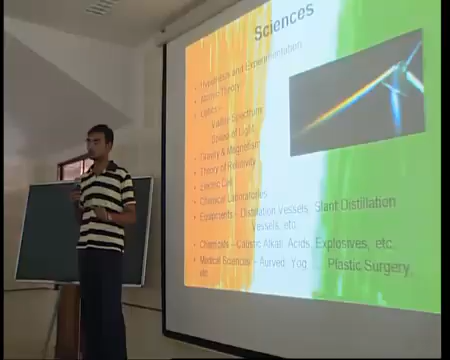 Sciences
• Hypothesis and Experimentation
• Atomic Theory
• Optics -
Visible Spectrum
Speed of Light
• Gravity & Magnetism
• Theory of Relativity
• Electric Cell
• Chemical Laboratories
• Equipments - Distillation Vessels, Slant Distillation
Vessels, etc.
• Chemicals - Caustic Alkali, Acids, Explosives, etc.
• Medical Sciences - Aurved, Yog Plastic Surgery,
etc